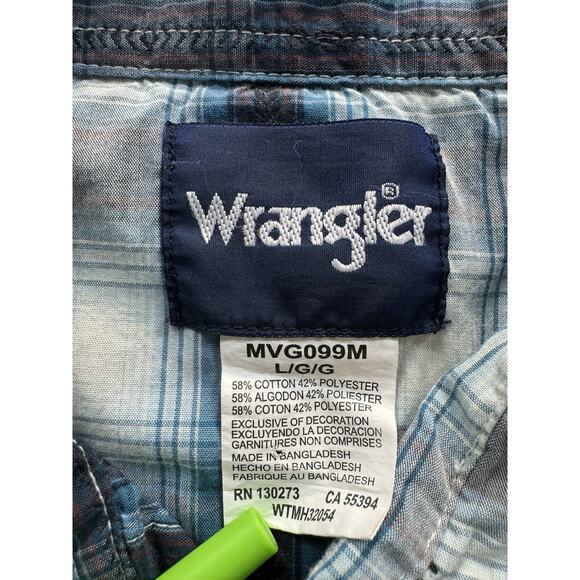 Wrangler®
MVG099M
L/G/G
58% COTTON 42% POLYESTER
58% ALGODON 42% POLIESTER
58% COTON 42% POLYESTER
EXCLUSIVE OF DECORATION
EXCLUYENDO LA DECORACION
GARNITURES NON COMPRISES
MADE IN BANGLADESH
HECHO EN BANGLADESH
FABRIQUE AU BANGLADESH
RN 130273 CA 55394
WTMH32054